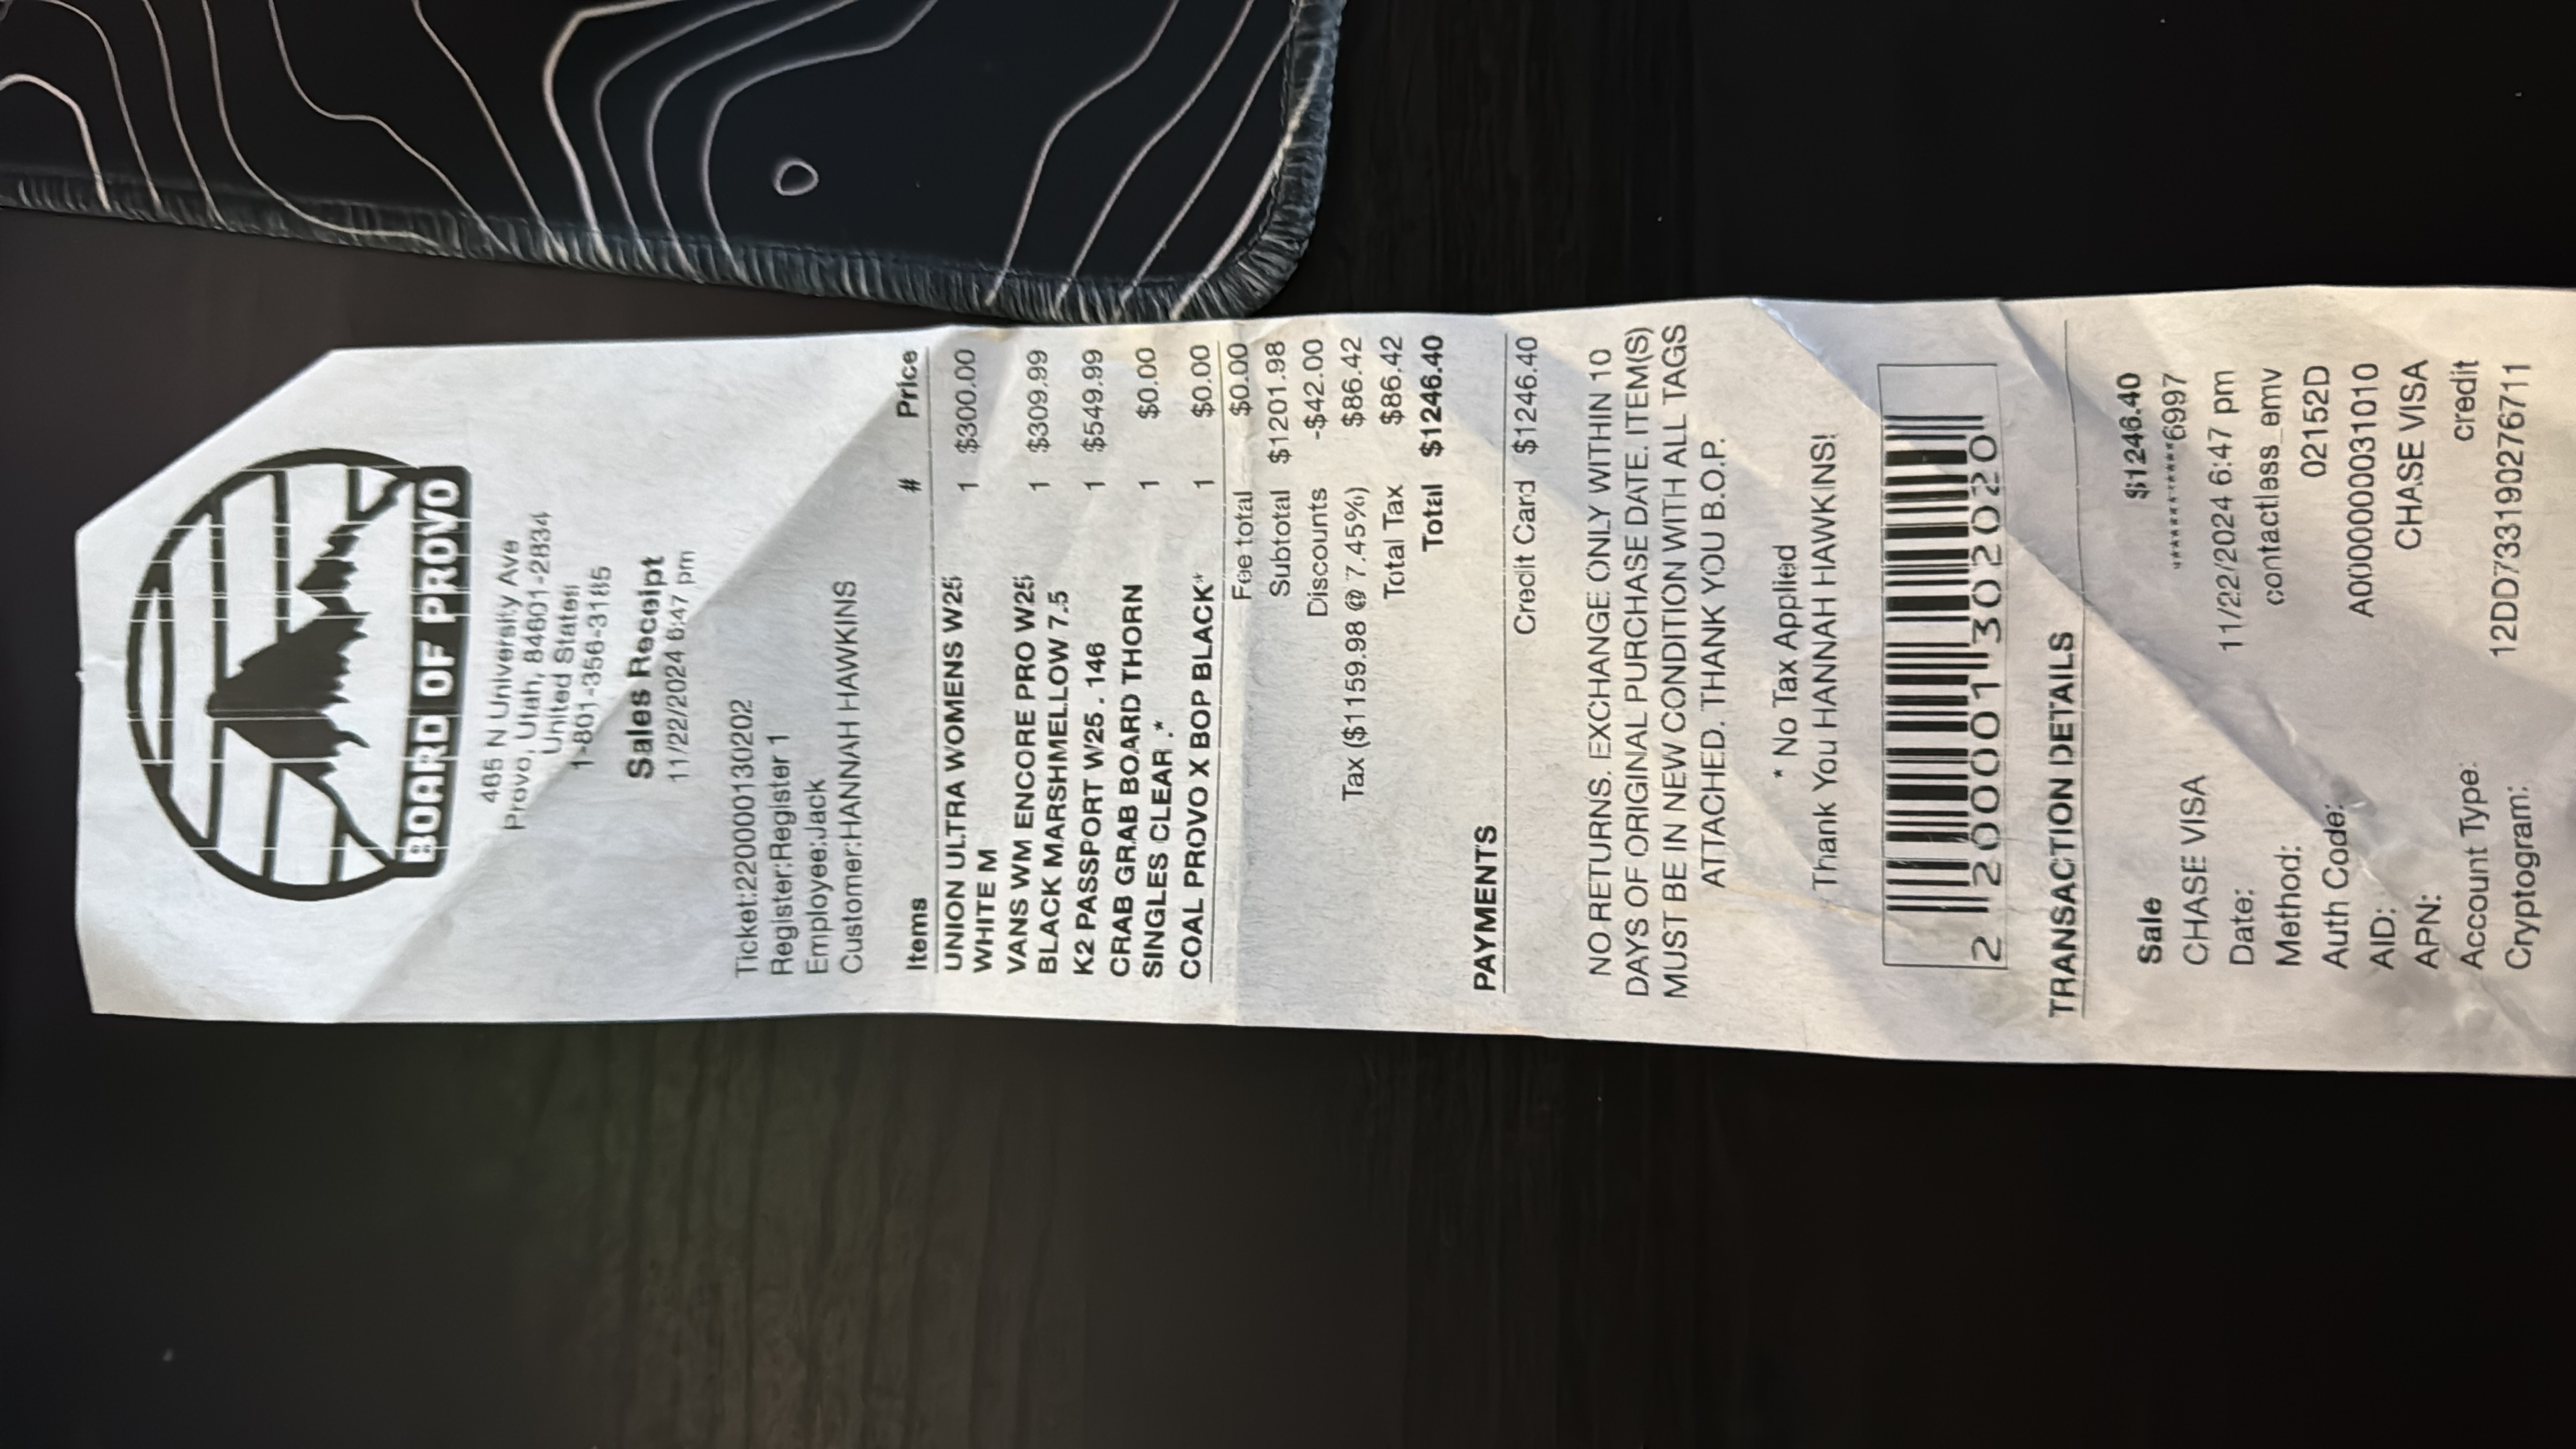 BOARD OF PROVO
465 N University Ave
Provo, Utah, 84601-2834
United States
1-801-356-3185
Sales Receipt
11/22/2024 6:47 pm
Ticket:220000130202
Register:Register 1
Employee:Jack
Customer:HANNAH HAWKINS
Items # Price
UNION ULTRA WOMENS W25 1 $300.00
WHITE M
VANS WM ENCORE PRO W25 1 $309.99
BLACK MARSHMELLOW 7.5
K2 PASSPORT W25 . 146 1 $549.99
CRAB GRAB BOARD THORN 1 $0.00
SINGLES CLEAR .*
COAL PROVO X BOP BLACK* 1 $0.00
Fee total $0.00
Subtotal $1201.98
Discounts -$42.00
Tax ($1159.98 @ 7.45%) $86.42
Total Tax $86.42
Total $1246.40
PAYMENTS
Credit Card $1246.40
NO RETURNS. EXCHANGE ONLY WITHIN 10
DAYS OF ORIGINAL PURCHASE DATE. ITEM(S)
MUST BE IN NEW CONDITION WITH ALL TAGS
ATTACHED. THANK YOU B.O.P.
* No Tax Applied
Thank You HANNAH HAWKINS!
2 200001 302020
TRANSACTION DETAILS
Sale $1246.40
CHASE VISA ************6997
Date: 11/22/2024 6:47 pm
Method: contactless_emv
Auth Code: 02152D
AID: A0000000031010
APN: CHASE VISA
Account Type: credit
Cryptogram: 12DD733190276711